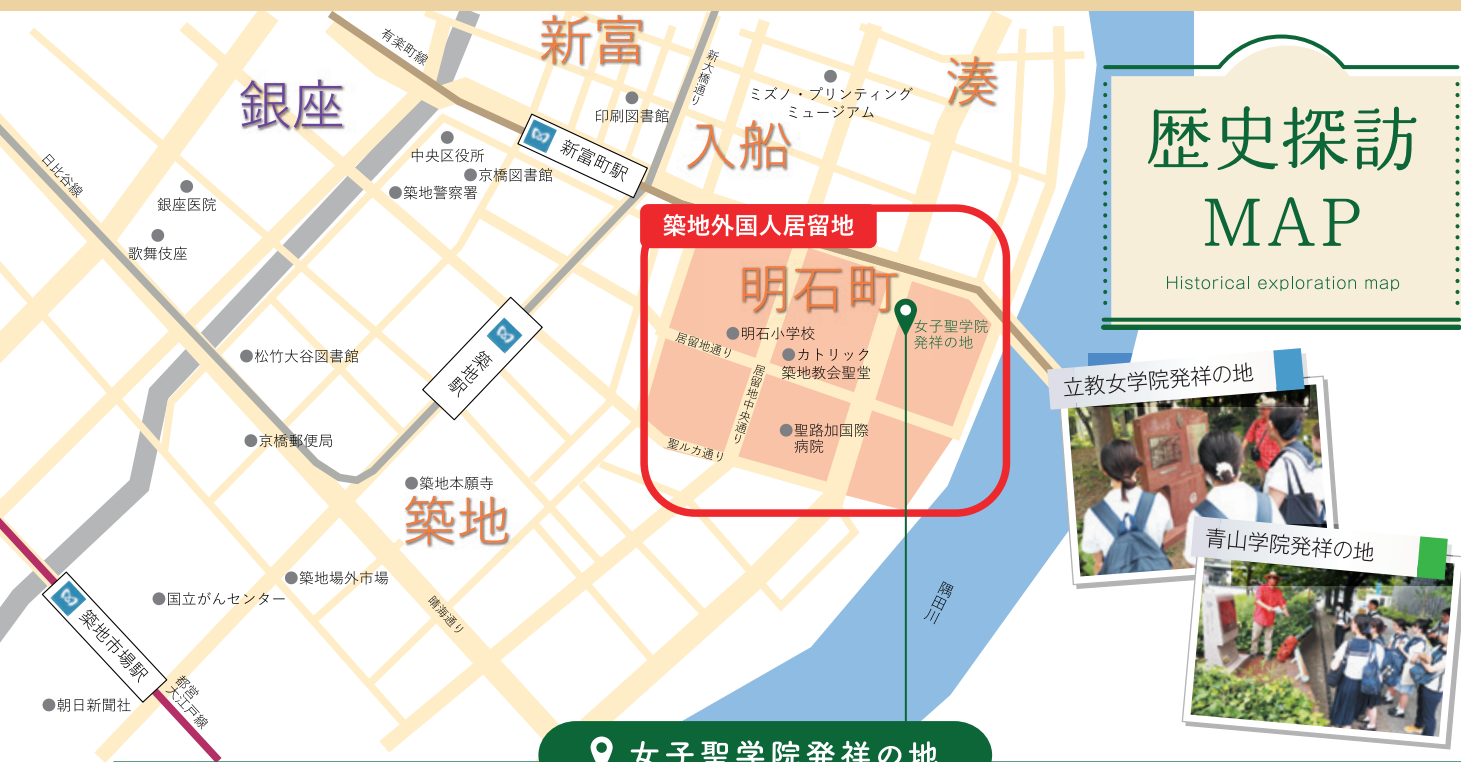 歴史探訪
MAP
Historical exploration map
新富
銀座
湊
入船
有楽町線
新大橋通り
ミズノ・プリンティング
ミュージアム
印刷図書館
新富町駅
中央区役所
京橋図書館
築地警察署
日比谷線
銀座医院
歌舞伎座
築地外国人居留地
明石町
女子聖学院
発祥の地
明石小学校
カトリック
築地教会聖堂
居留地通り
居留地中央通り
聖路加国際
病院
聖ルカ通り
築地駅
松竹大谷図書館
京橋郵便局
築地本願寺
築地
築地場外市場
国立がんセンター
晴海通り
隅田川
築地市場駅
都営
大江戸線
朝日新聞社
立教女学院発祥の地
青山学院発祥の地
女子聖学院発祥の地